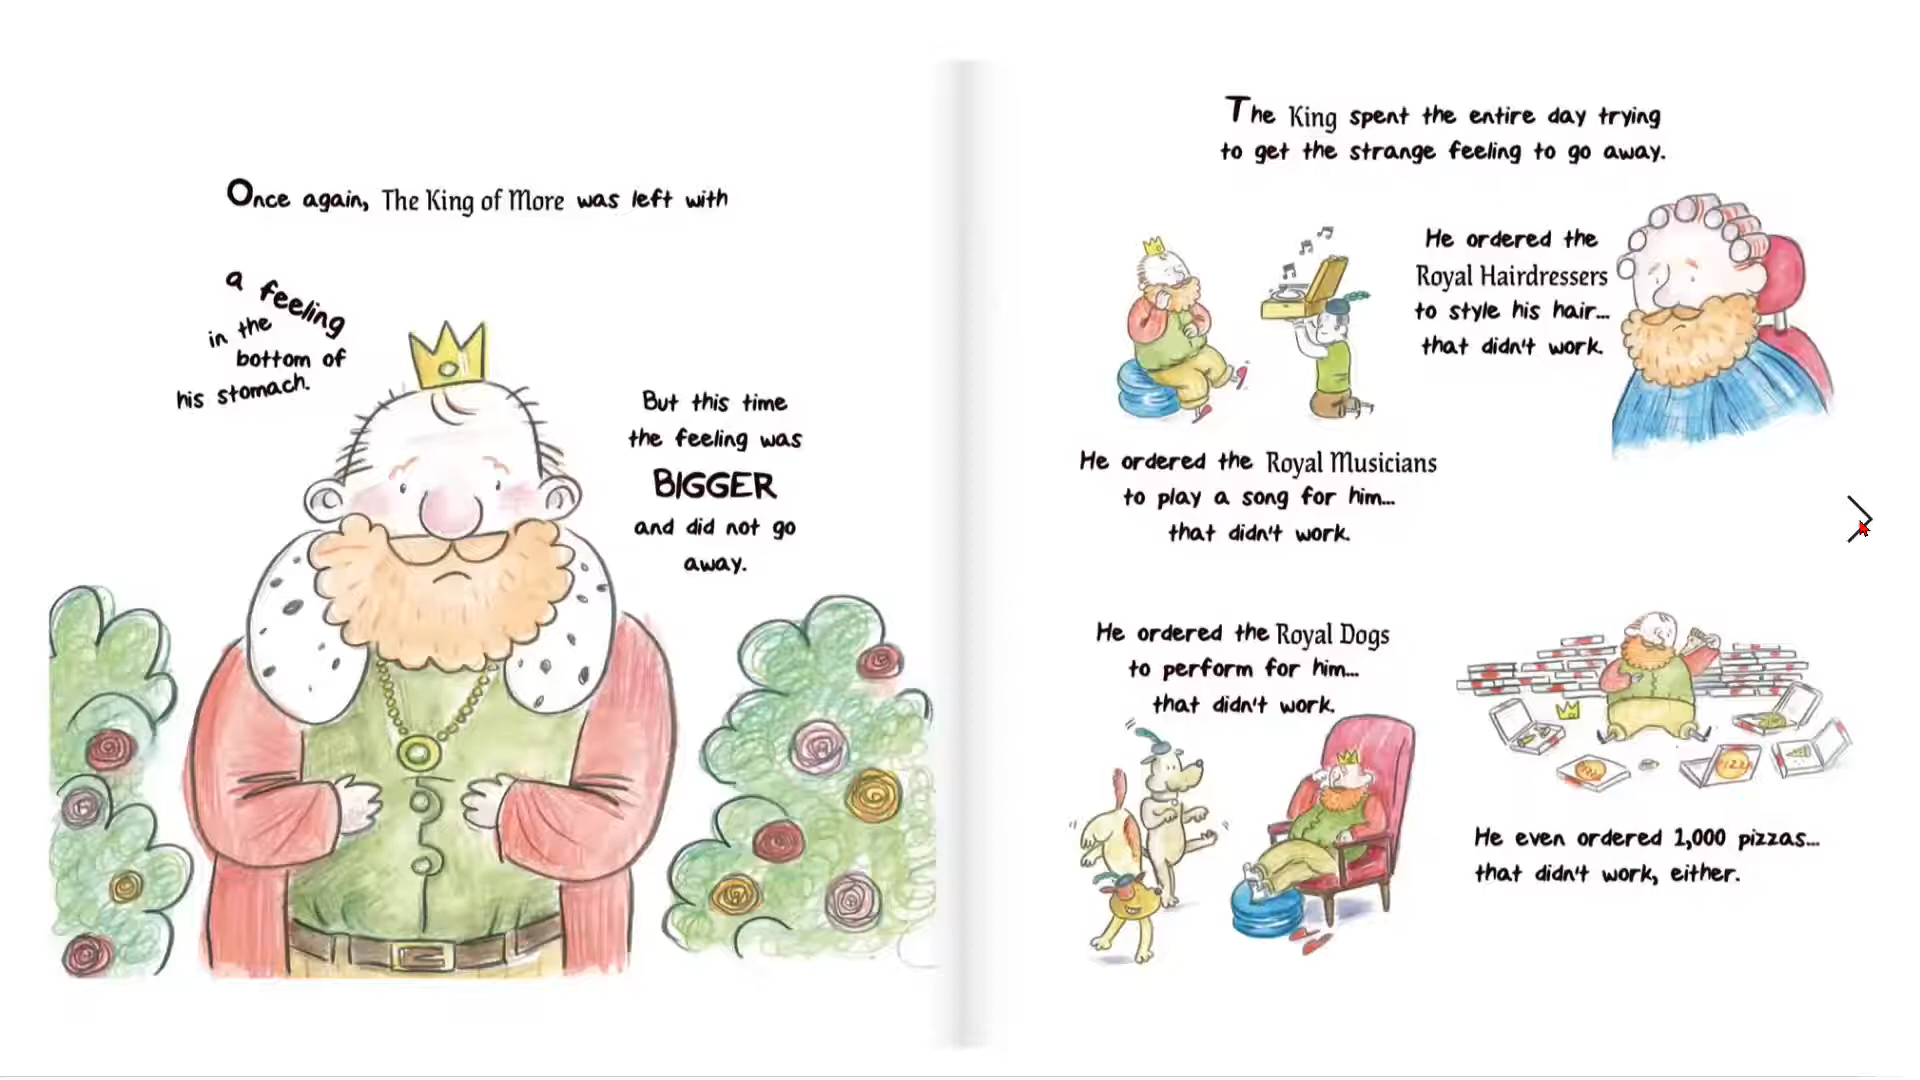 Once again, The King of More was left with
a feeling
in the
bottom of
his stomach.
But this time
the feeling was
BIGGER
and did not go
away.
The King spent the entire day trying
to get the strange feeling to go away.
He ordered the
Royal Hairdressers
to style his hair...
that didn't work.
He ordered the Royal Musicians
to play a song for him...
that didn't work.
He ordered the Royal Dogs
to perform for him...
that didn't work.
PIZZA
He even ordered 1,000 pizzas...
that didn't work, either.